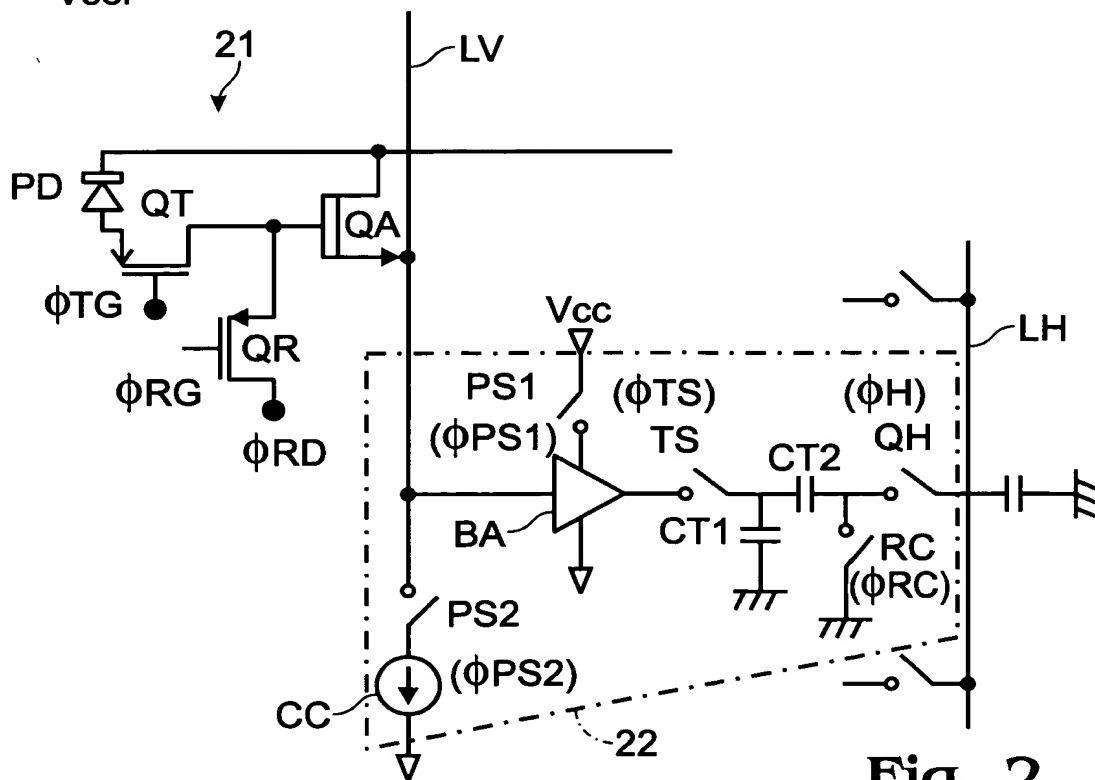 21
LV
PD
QT
QA
ϕTG
QR
ϕRG
ϕRD
Vcc
LH
PS1
(ϕPS1)
(ϕTS)
TS
(ϕH)
QH
CT2
BA
CT1
RC
(ϕRC)
PS2
(ϕPS2)
CC
22
Fig. 2